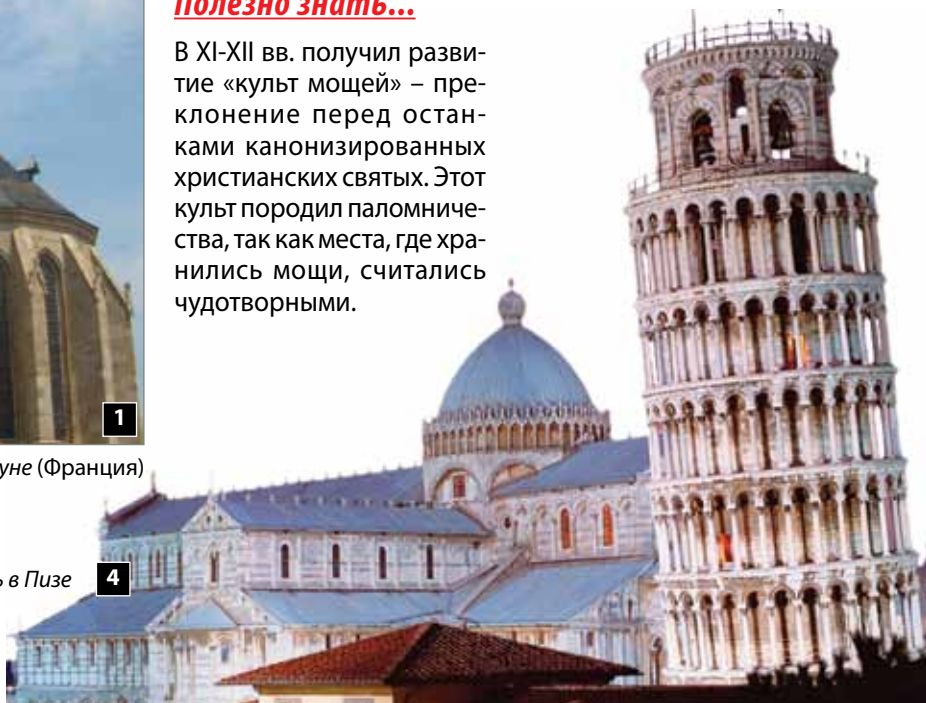 Полезно знать...
В XI-XII вв. получил разви-
тие «культ мощей» – пре-
клонение перед остан-
ками канонизированных
христианских святых. Этот
культ породил паломниче-
ства, так как места, где хра-
нились мощи, считались
чудотворными.
1
(Франция)
в Пизе 4